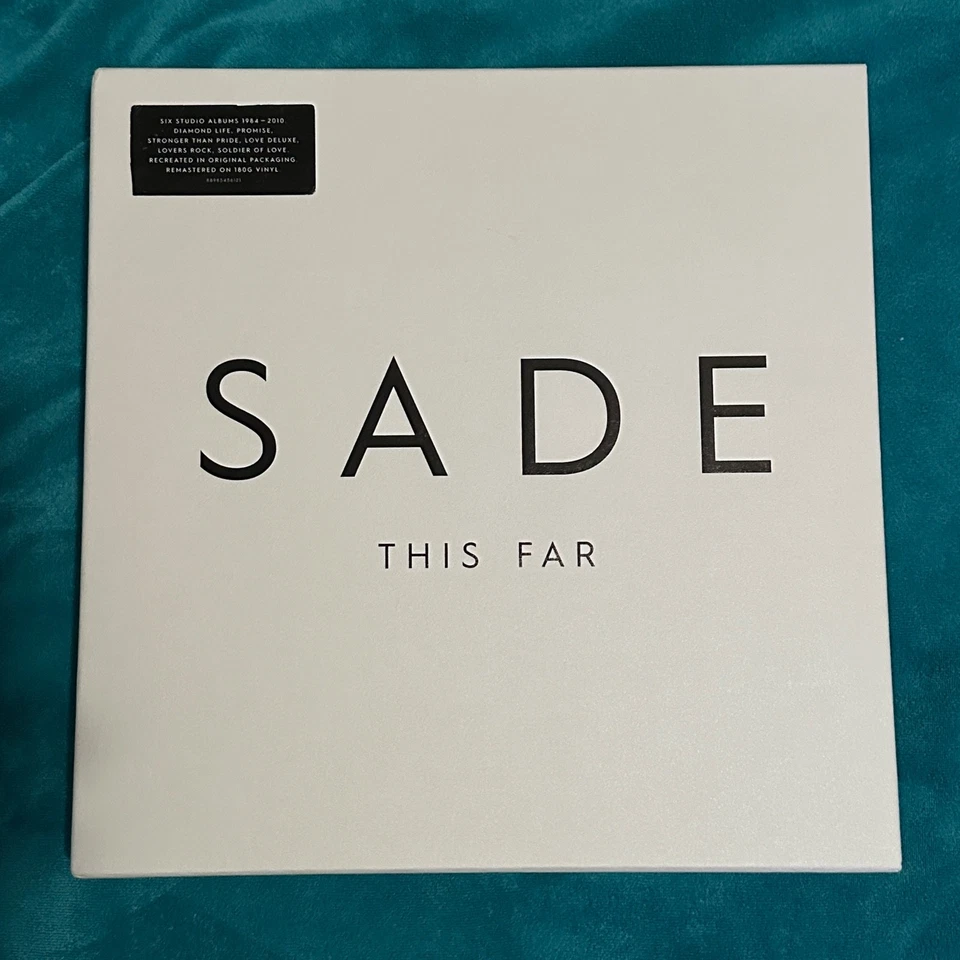 SIX STUDIO ALBUMS 1984 – 2010.
DIAMOND LIFE, PROMISE,
STRONGER THAN PRIDE, LOVE DELUXE,
LOVERS ROCK, SOLDIER OF LOVE.
RECREATED IN ORIGINAL PACKAGING.
REMASTERED ON 180G VINYL.
SADE
THIS FAR